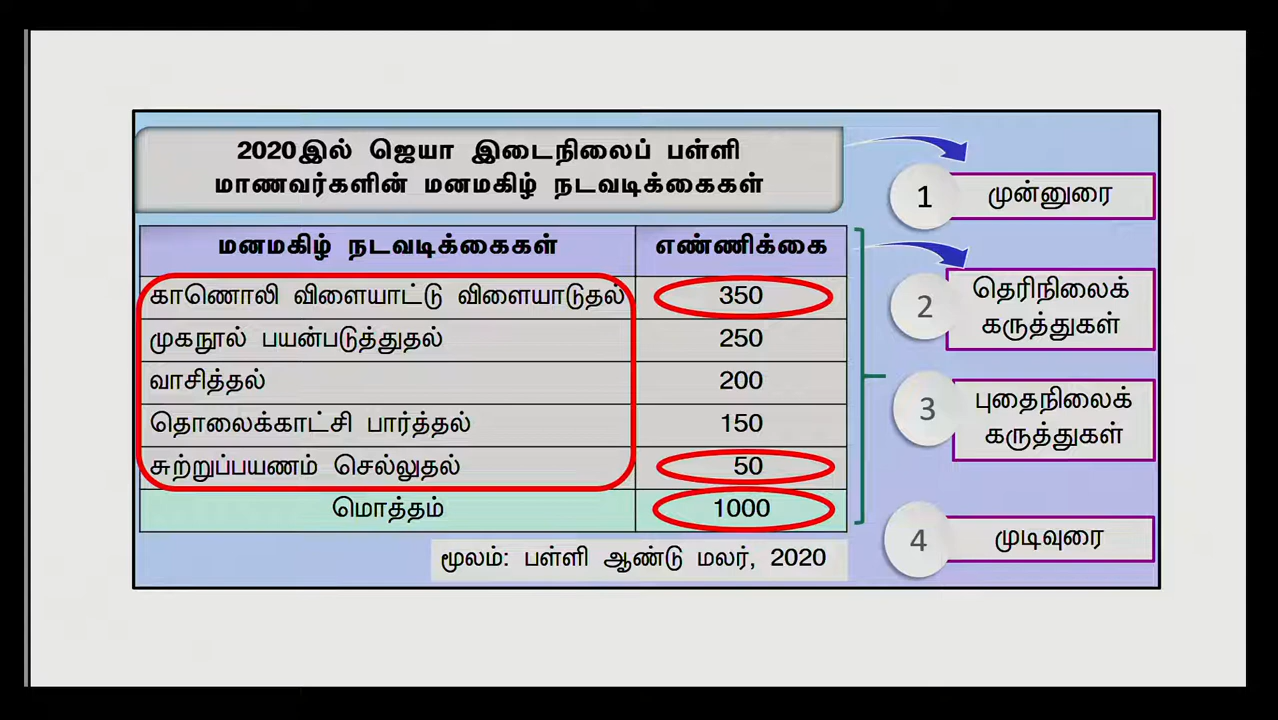 2020இல் ஜெயா இடைநிலைப் பள்ளி
மாணவர்களின் மனமகிழ் நடவடிக்கைகள்
மனமகிழ் நடவடிக்கைகள் எண்ணிக்கை
காணொலி விளையாட்டு விளையாடுதல் 350
முகநூல் பயன்படுத்துதல் 250
வாசித்தல் 200
தொலைக்காட்சி பார்த்தல் 150
சுற்றுப்பயணம் செல்லுதல் 50
மொத்தம் 1000
மூலம்: பள்ளி ஆண்டு மலர், 2020
1 முன்னுரை
2 தெரிநிலைக்
கருத்துகள்
3 புதைநிலைக்
கருத்துகள்
4 முடிவுரை